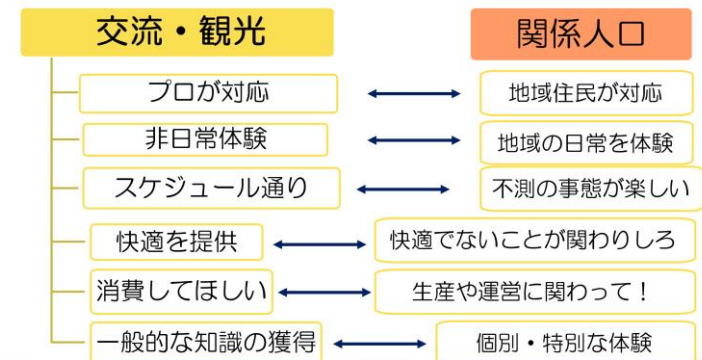 交流・観光
関係人口
プロが対応
地域住民が対応
非日常体験
地域の日常を体験
スケジュール通り
不測の事態が楽しい
快適を提供
快適でないことが関わりしろ
消費してほしい
生産や運営に関わって！
一般的な知識の獲得
個別・特別な体験